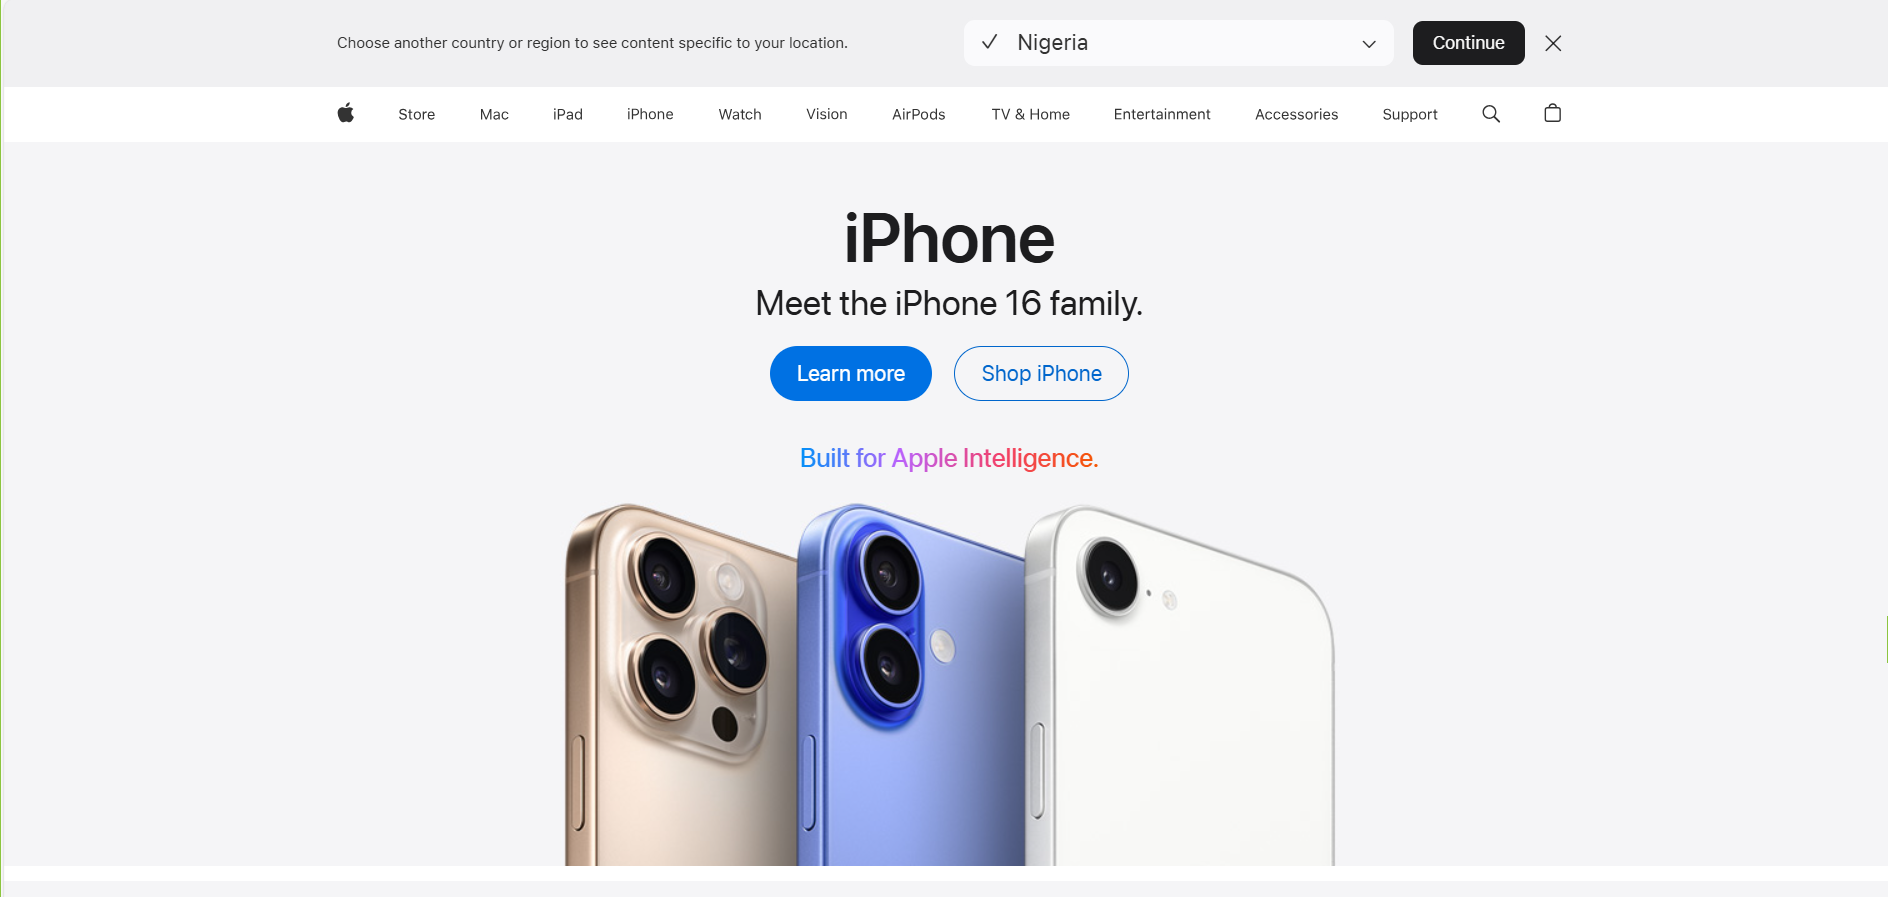 Choose another country or region to see content specific to your location.
Nigeria
Continue
Store Mac iPad iPhone Watch Vision AirPods TV & Home Entertainment Accessories Support
iPhone
Meet the iPhone 16 family.
Learn more Shop iPhone
Built for Apple Intelligence.